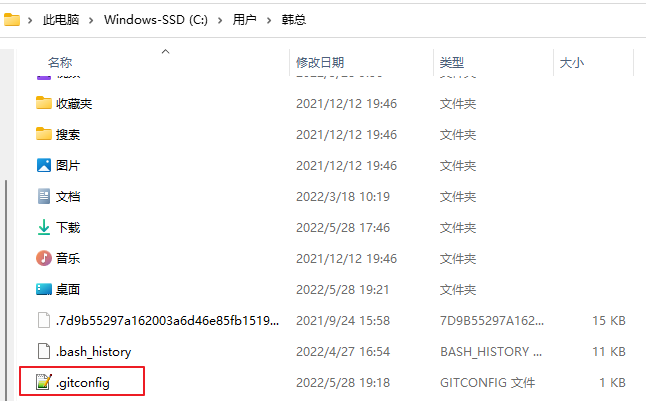 此电脑 > Windows-SSD (C:) > 用户 > 韩总
名称 修改日期 类型 大小
收藏夹 2021/12/12 19:46 文件夹
搜索 2021/12/12 19:46 文件夹
图片 2021/12/12 19:46 文件夹
文档 2022/3/18 10:19 文件夹
下载 2022/5/28 17:46 文件夹
音乐 2021/12/12 19:46 文件夹
桌面 2022/5/28 19:21 文件夹
.7d9b55297a162003a6d46e85fb1519... 2021/9/24 15:58 7D9B55297A162... 15 KB
.bash_history 2022/4/27 16:54 BASH_HISTORY ... 11 KB
.gitconfig 2022/5/28 19:18 GITCONFIG 文件 1 KB